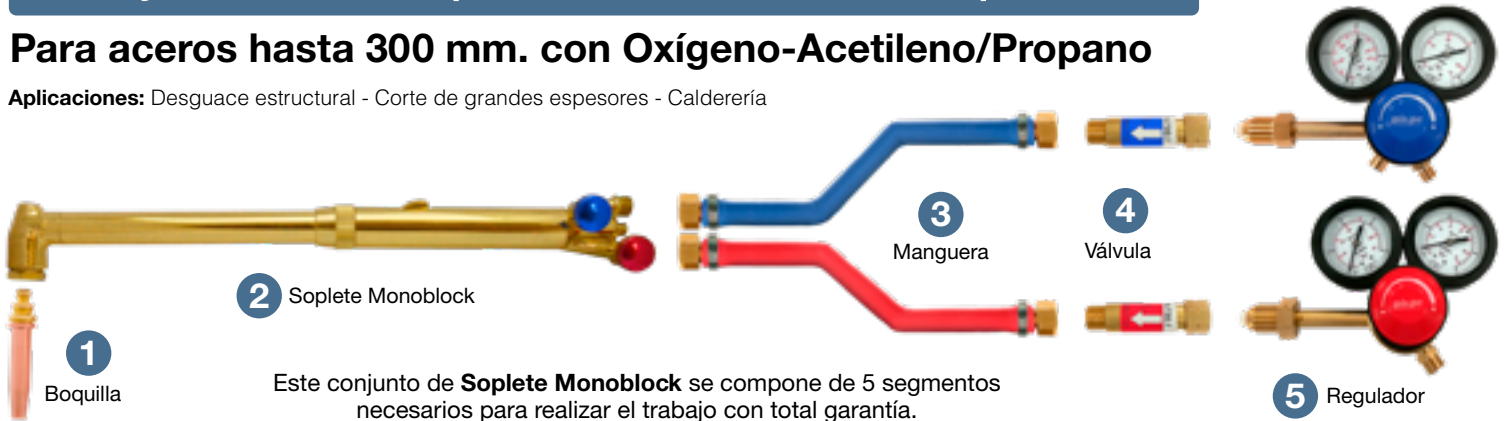 Para aceros hasta 300 mm. con Oxígeno-Acetileno/Propano
Aplicaciones: Desguace estructural - Corte de grandes espesores - Calderería
3
Manguera
4
Válvula
2 Soplete Monoblock
1
Boquilla
Este conjunto de Soplete Monoblock se compone de 5 segmentos
necesarios para realizar el trabajo con total garantía.
5 Regulador